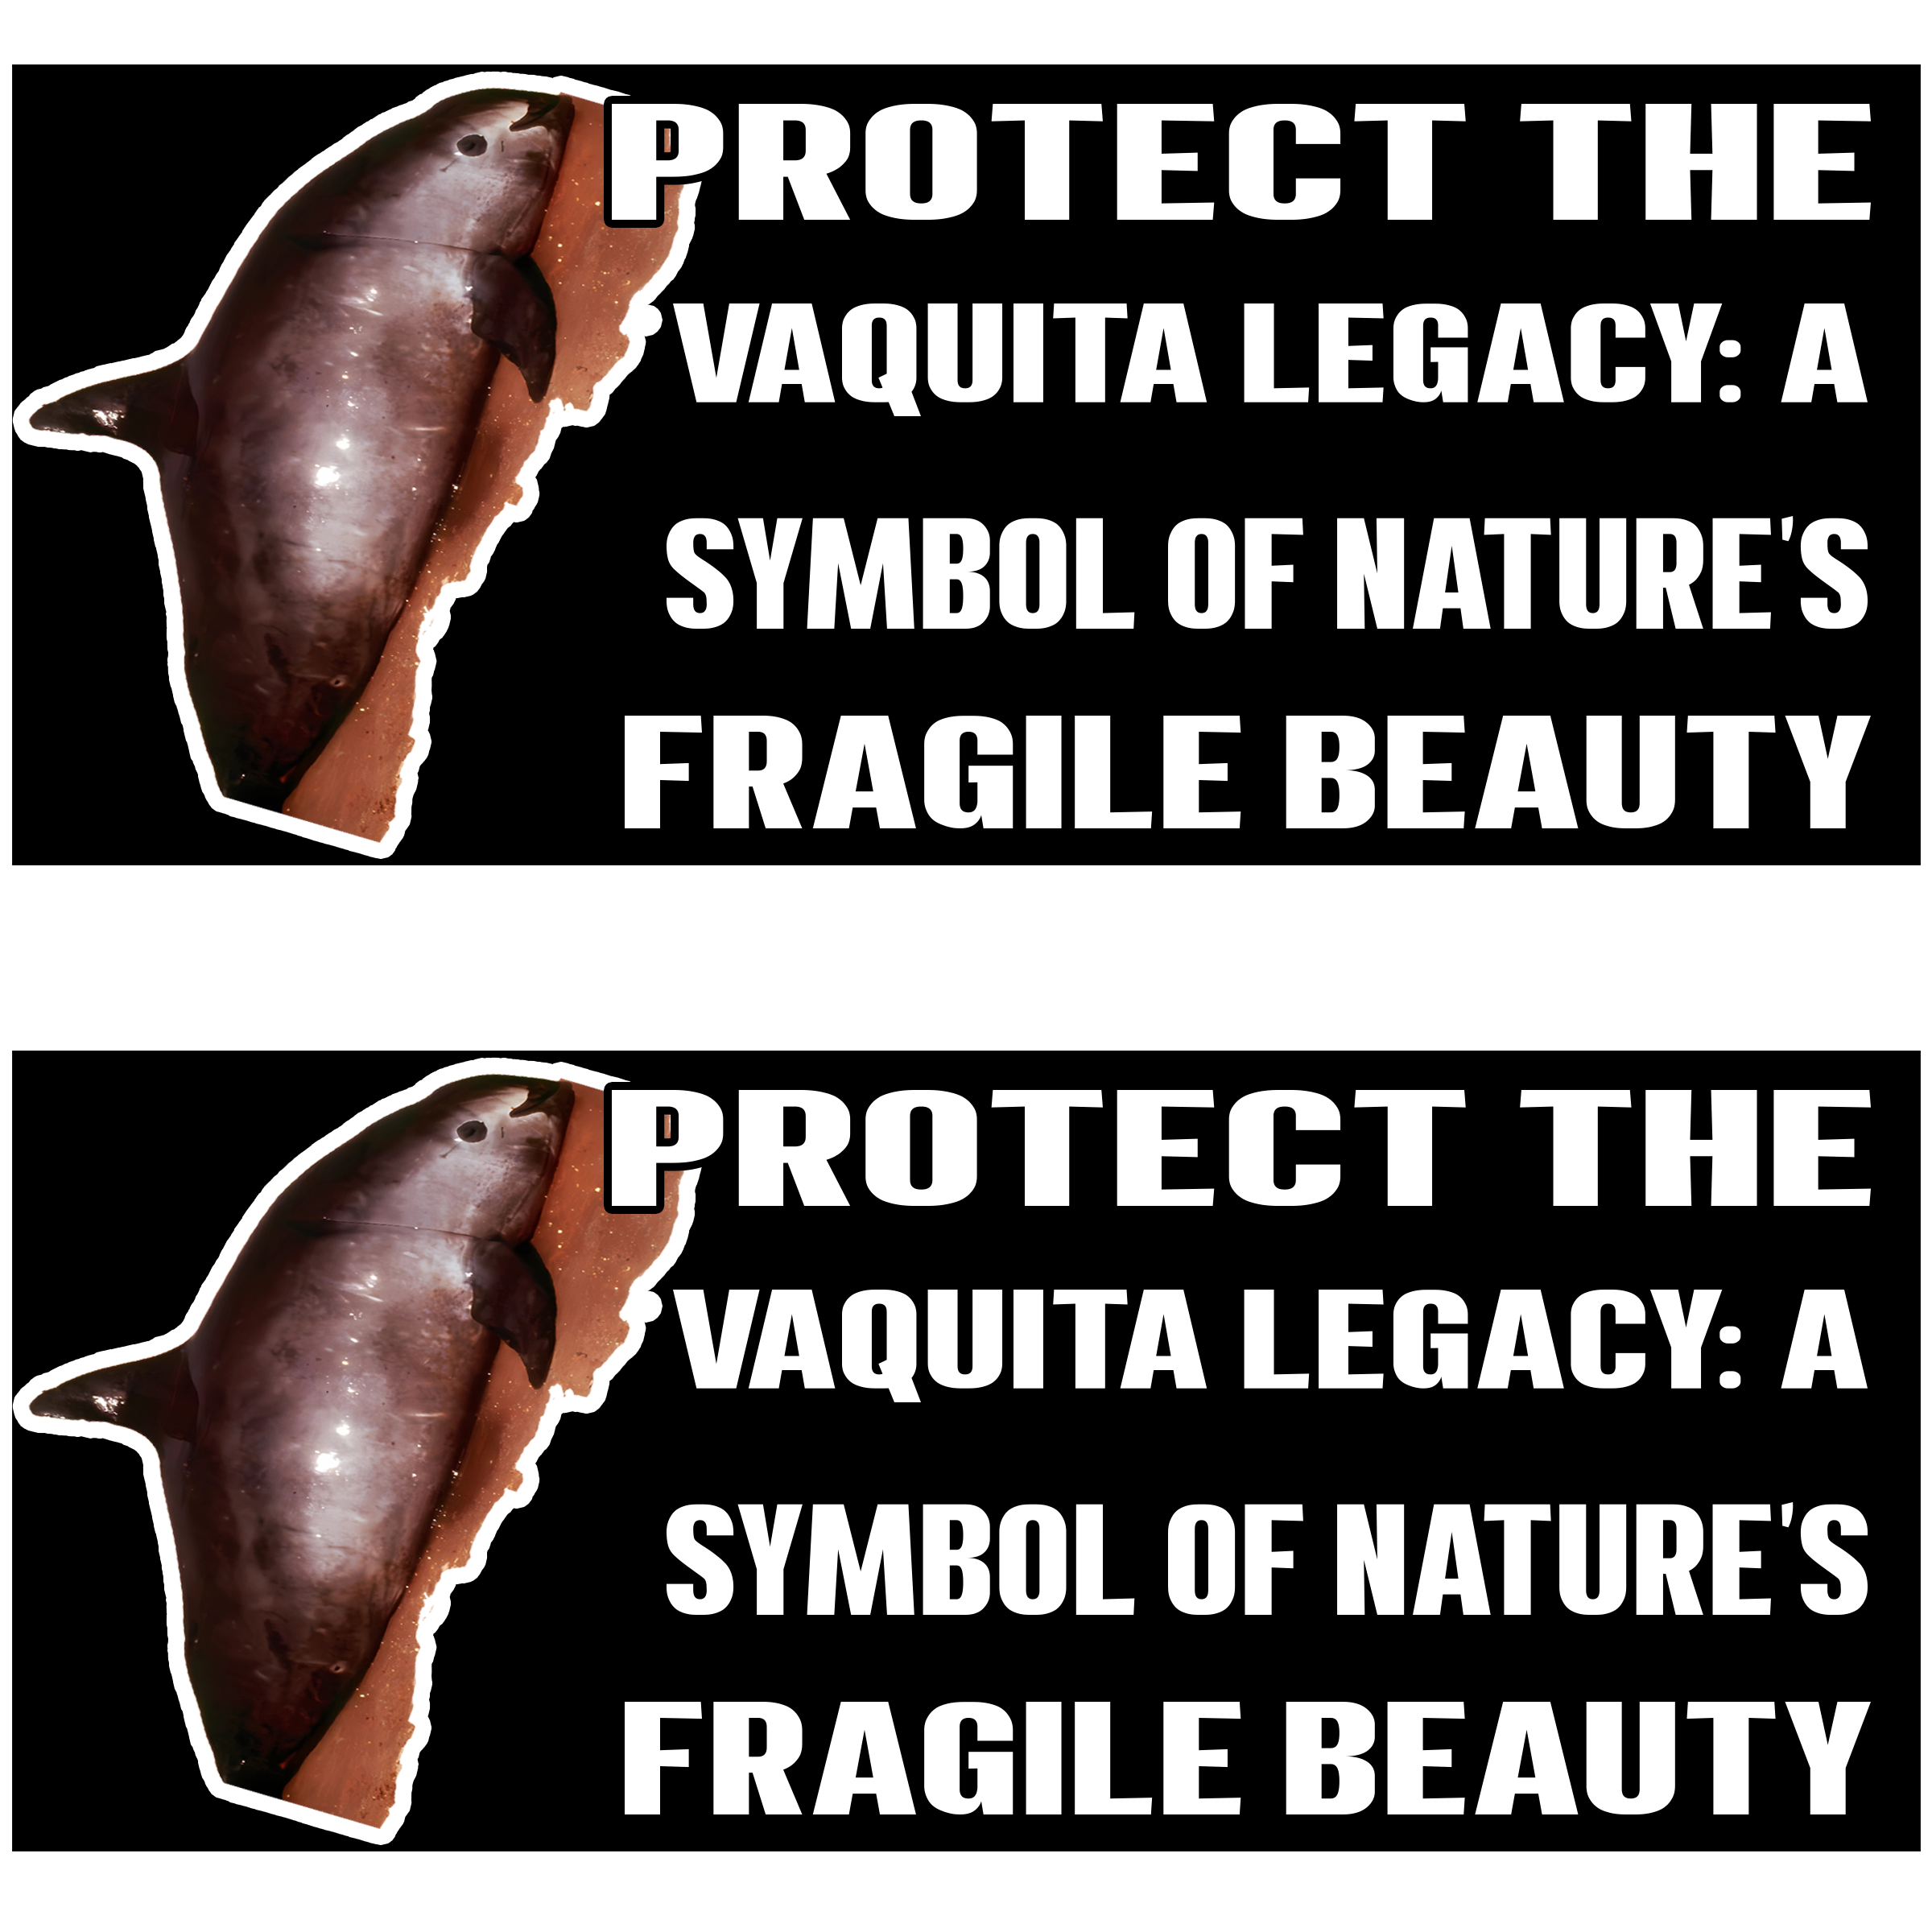 PROTECT THE
VAQUITA LEGACY: A
SYMBOL OF NATURE'S
FRAGILE BEAUTY
PROTECT THE
VAQUITA LEGACY: A
SYMBOL OF NATURE'S
FRAGILE BEAUTY